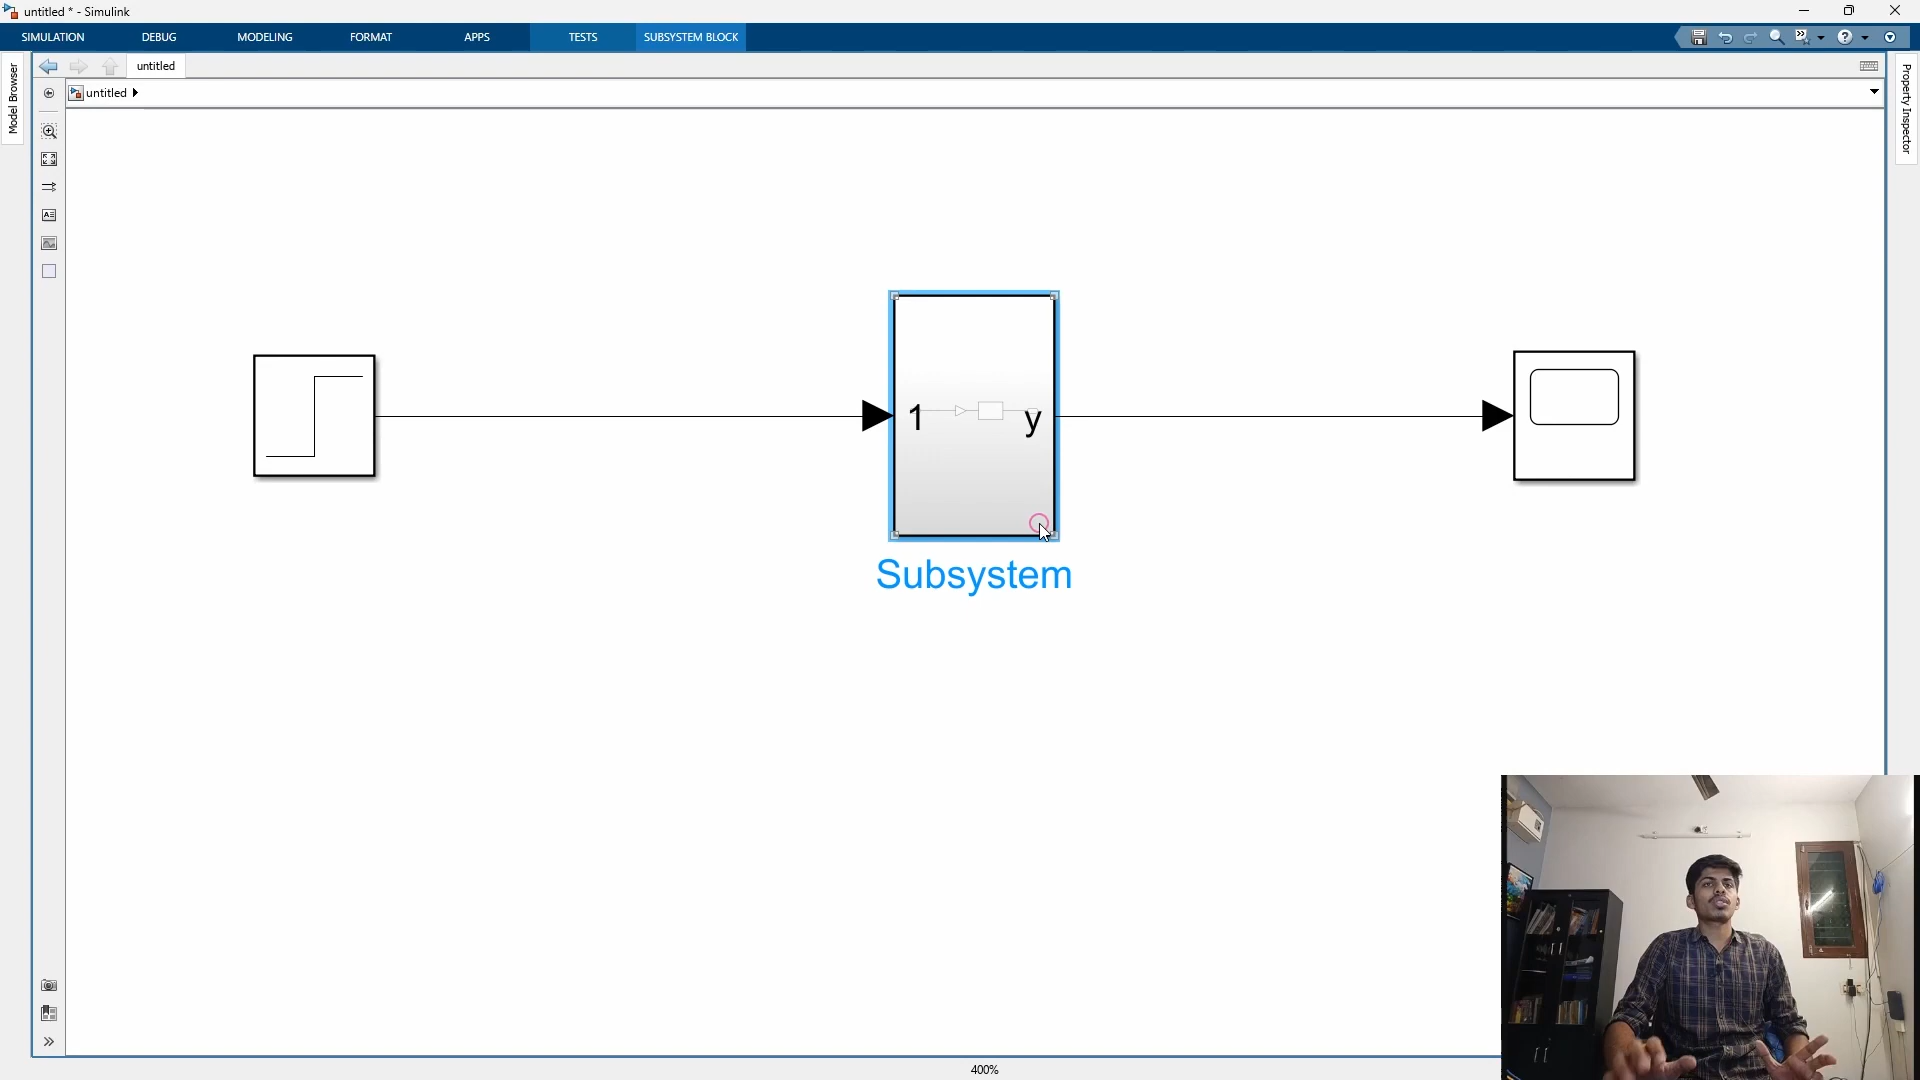 untitled * - Simulink
SIMULATION DEBUG MODELING FORMAT APPS TESTS SUBSYSTEM BLOCK
untitled
untitled
Model Browser
Property Inspector
1 y
Subsystem
400%